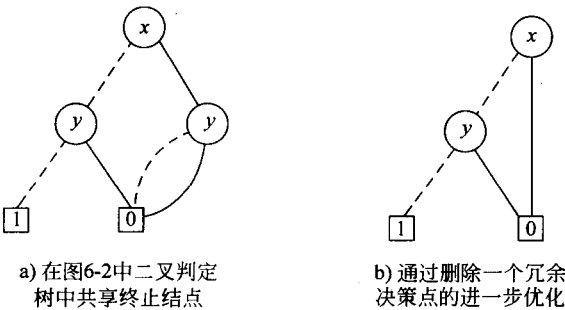 x
x
y
y
y
1
0
1
0
a) 在图6-2中二叉判定
树中共享终止结点
b) 通过删除一个冗余
决策点的进一步优化